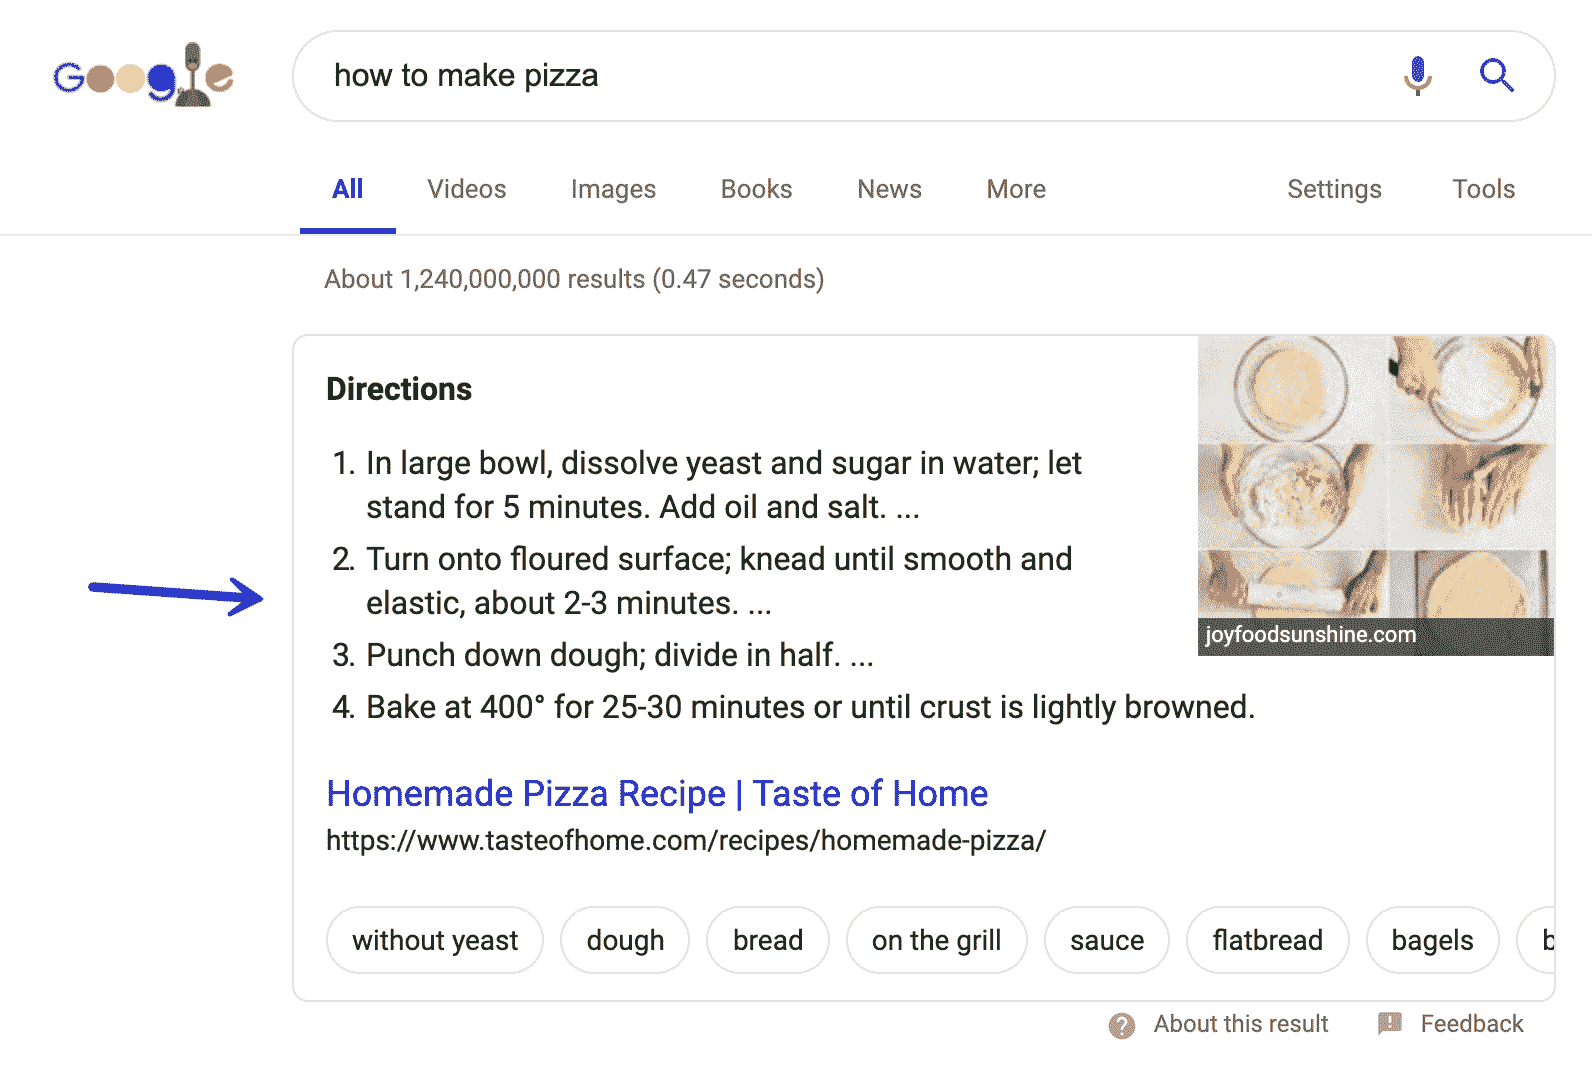 Google
how to make pizza
All Videos Images Books News More Settings Tools
About 1,240,000,000 results (0.47 seconds)
Directions
1. In large bowl, dissolve yeast and sugar in water; let
stand for 5 minutes. Add oil and salt. ...
2. Turn onto floured surface; knead until smooth and
elastic, about 2-3 minutes. ...
3. Punch down dough; divide in half. ...
4. Bake at 400° for 25-30 minutes or until crust is lightly browned.
joyfoodsunshine.com
Homemade Pizza Recipe | Taste of Home
https://www.tasteofhome.com/recipes/homemade-pizza/
without yeast dough bread on the grill sauce flatbread bagels
About this result Feedback